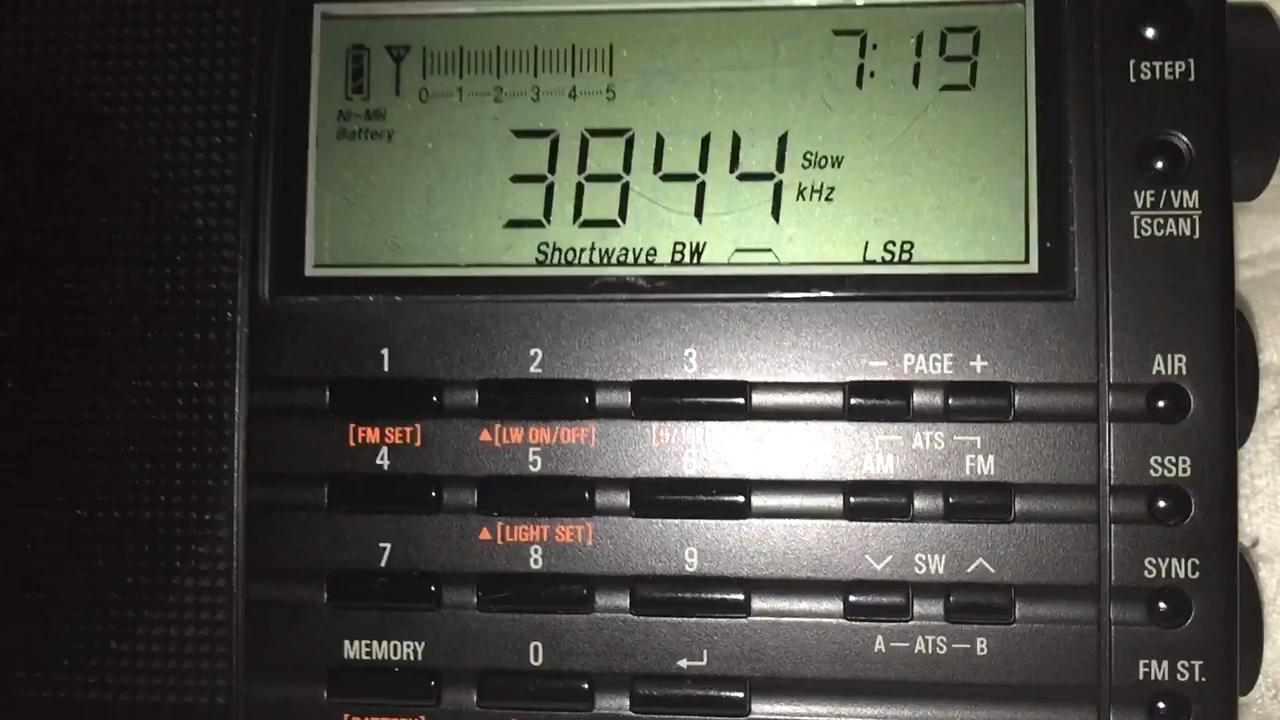 7:19
0 1 2 3 4 5
Ni-MH
Battery
3844 Slow
kHz
Shortwave BW LSB
[STEP]
VF/VM
[SCAN]
1 2 3 - PAGE + AIR
[FM SET] [LW ON/OFF] ATS
4 5 6 AM FM SSB
[LIGHT SET]
7 8 9 SW SYNC
A ATS B
MEMORY 0 FM ST.